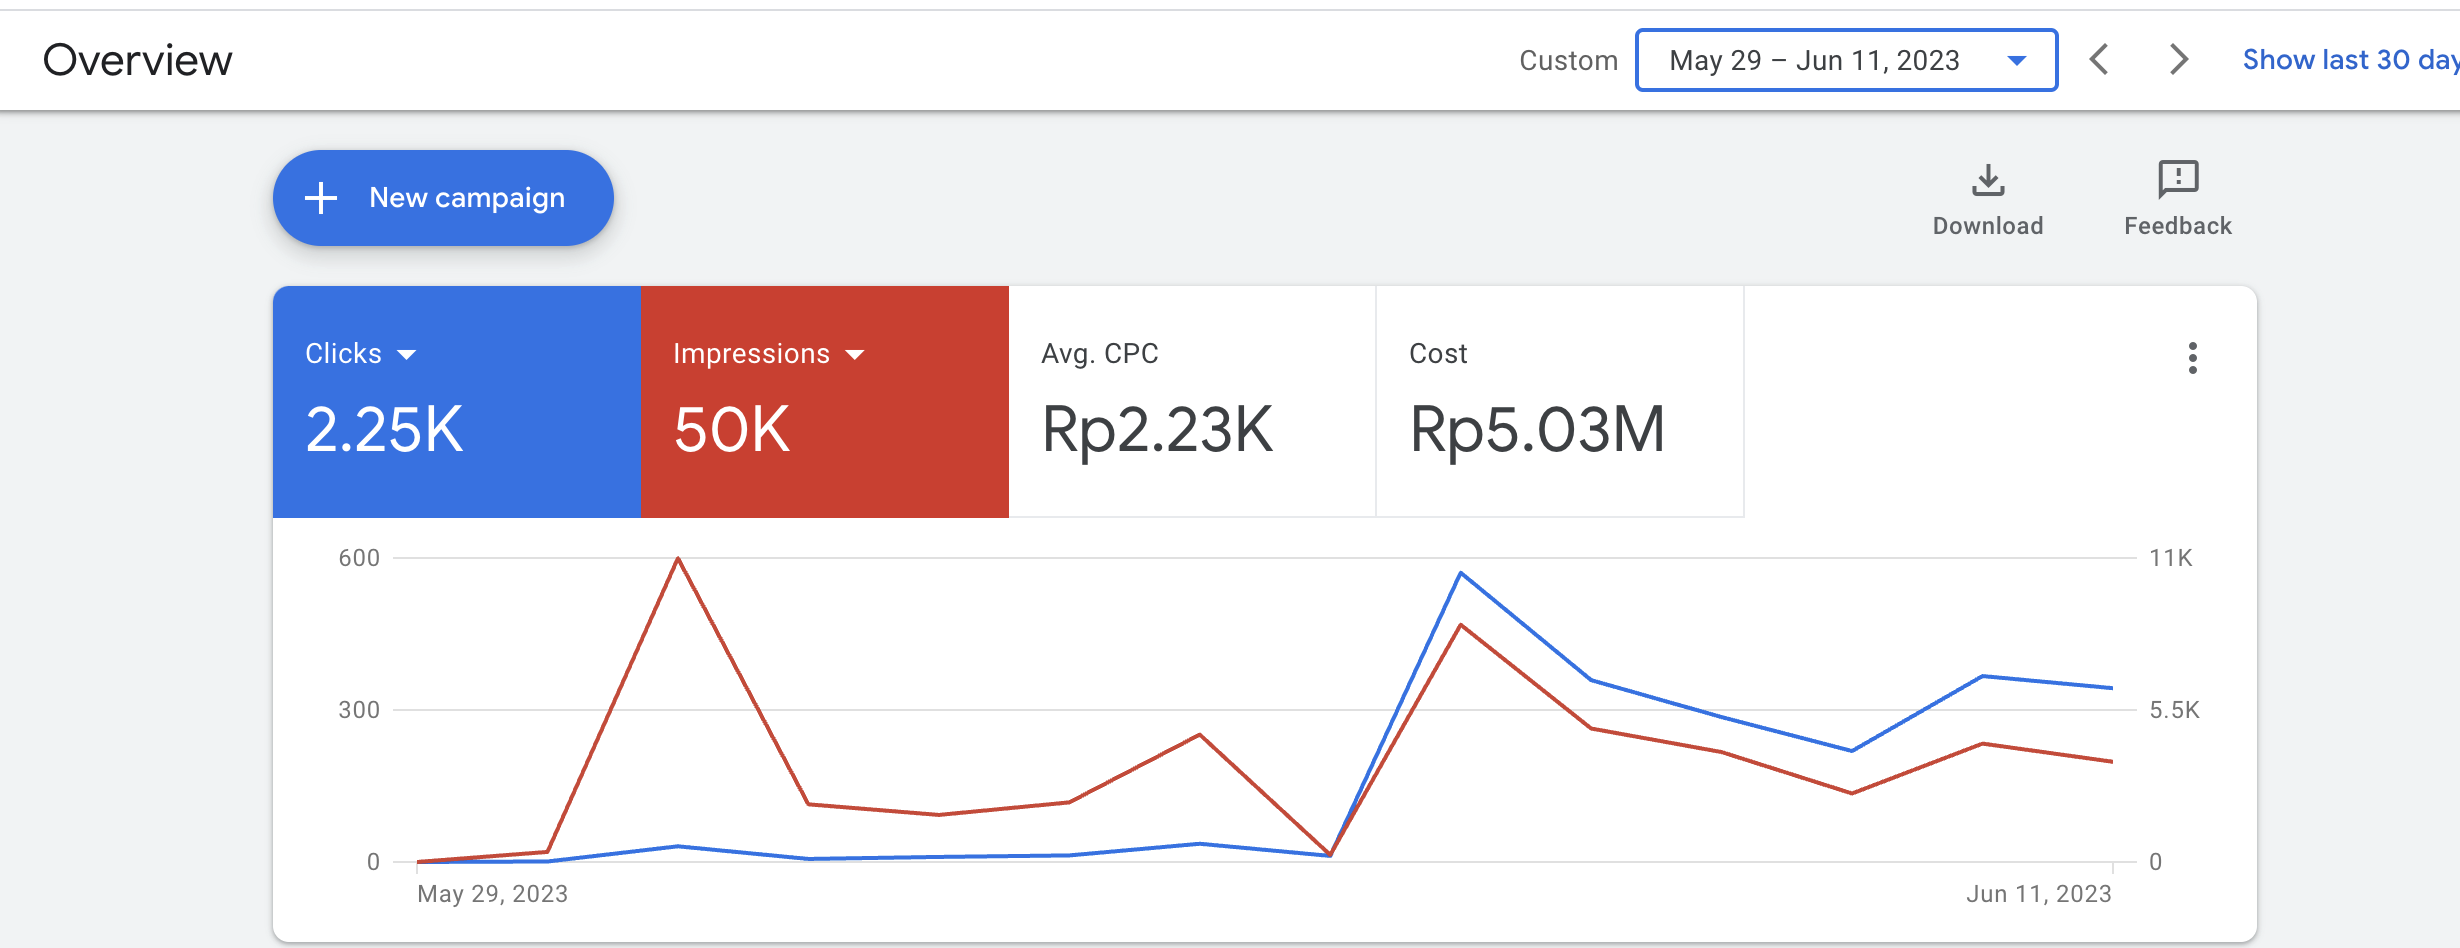 Overview
Custom
May 29 – Jun 11, 2023
Show last 30 day
New campaign
Download
Feedback
Clicks
2.25K
Impressions
50K
Avg. CPC
Rp2.23K
Cost
Rp5.03M
600
300
0
11K
5.5K
0
May 29, 2023
Jun 11, 2023